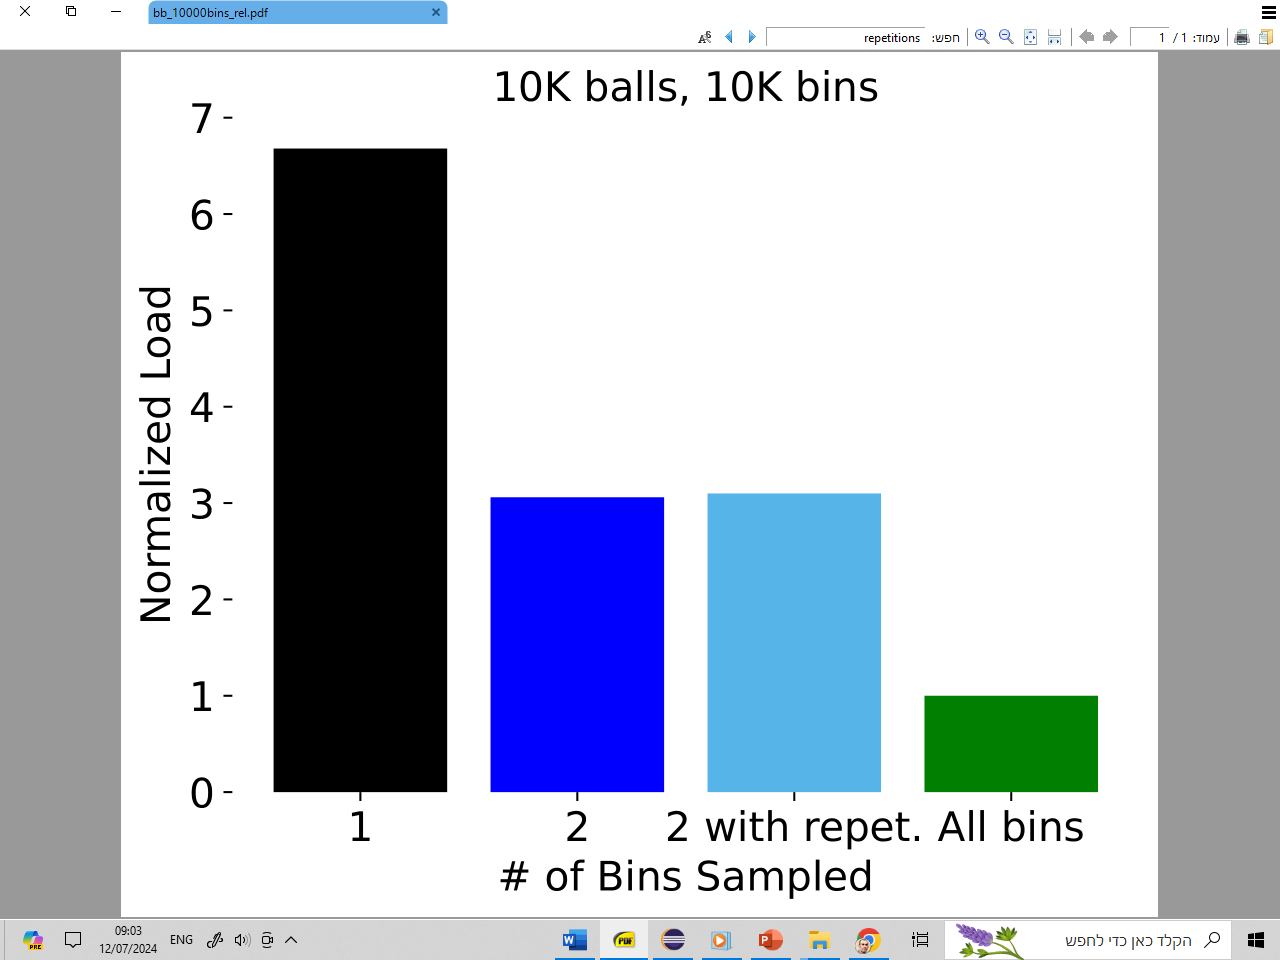 bb_10000bins_rel.pdf
עמוד: 1 / 1
חפש: repetitions
10K balls, 10K bins
Normalized Load
7
6
5
4
3
2
1
0
1 2 2 with repet. All bins
# of Bins Sampled
PRE
09:03
12/07/2024
ENG
PDF
הקלד כאן כדי לחפש